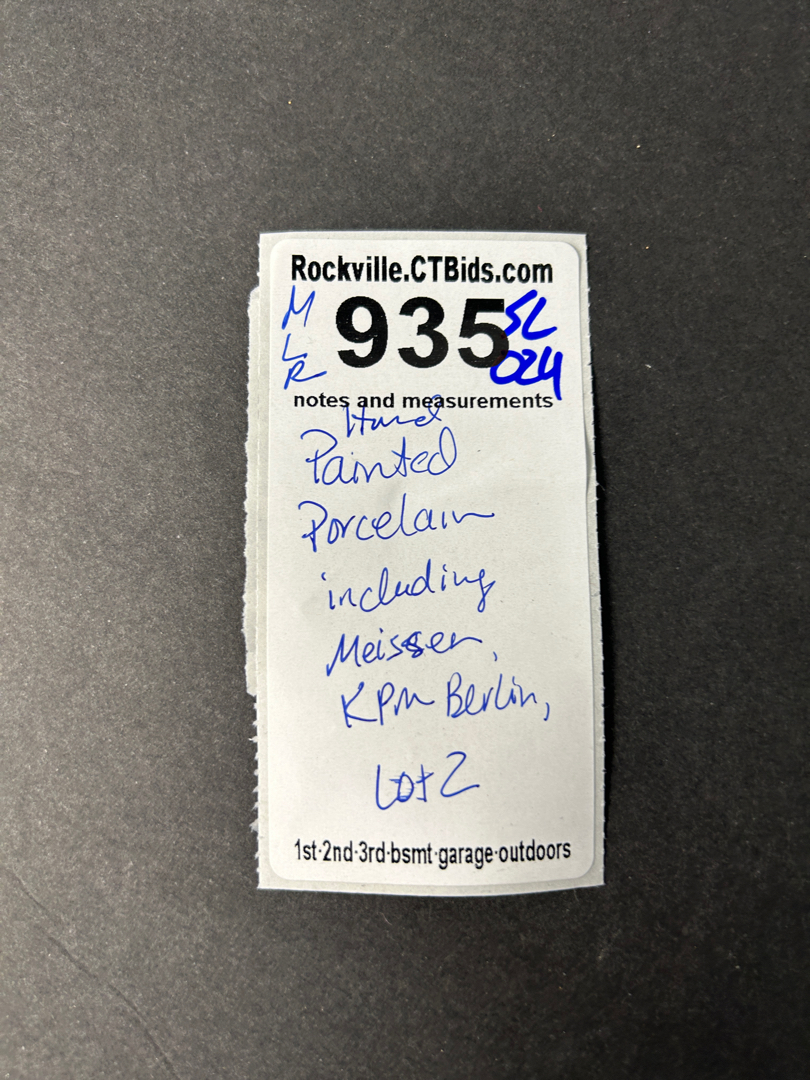 Rockville.CTBids.com
M
L
R
935
SL
024
notes and measurements
Hand
Painted
Porcelain
including
Meissen,
KPM Berlin,
Lot 2
1st·2nd·3rd·bsmt·garage·outdoors